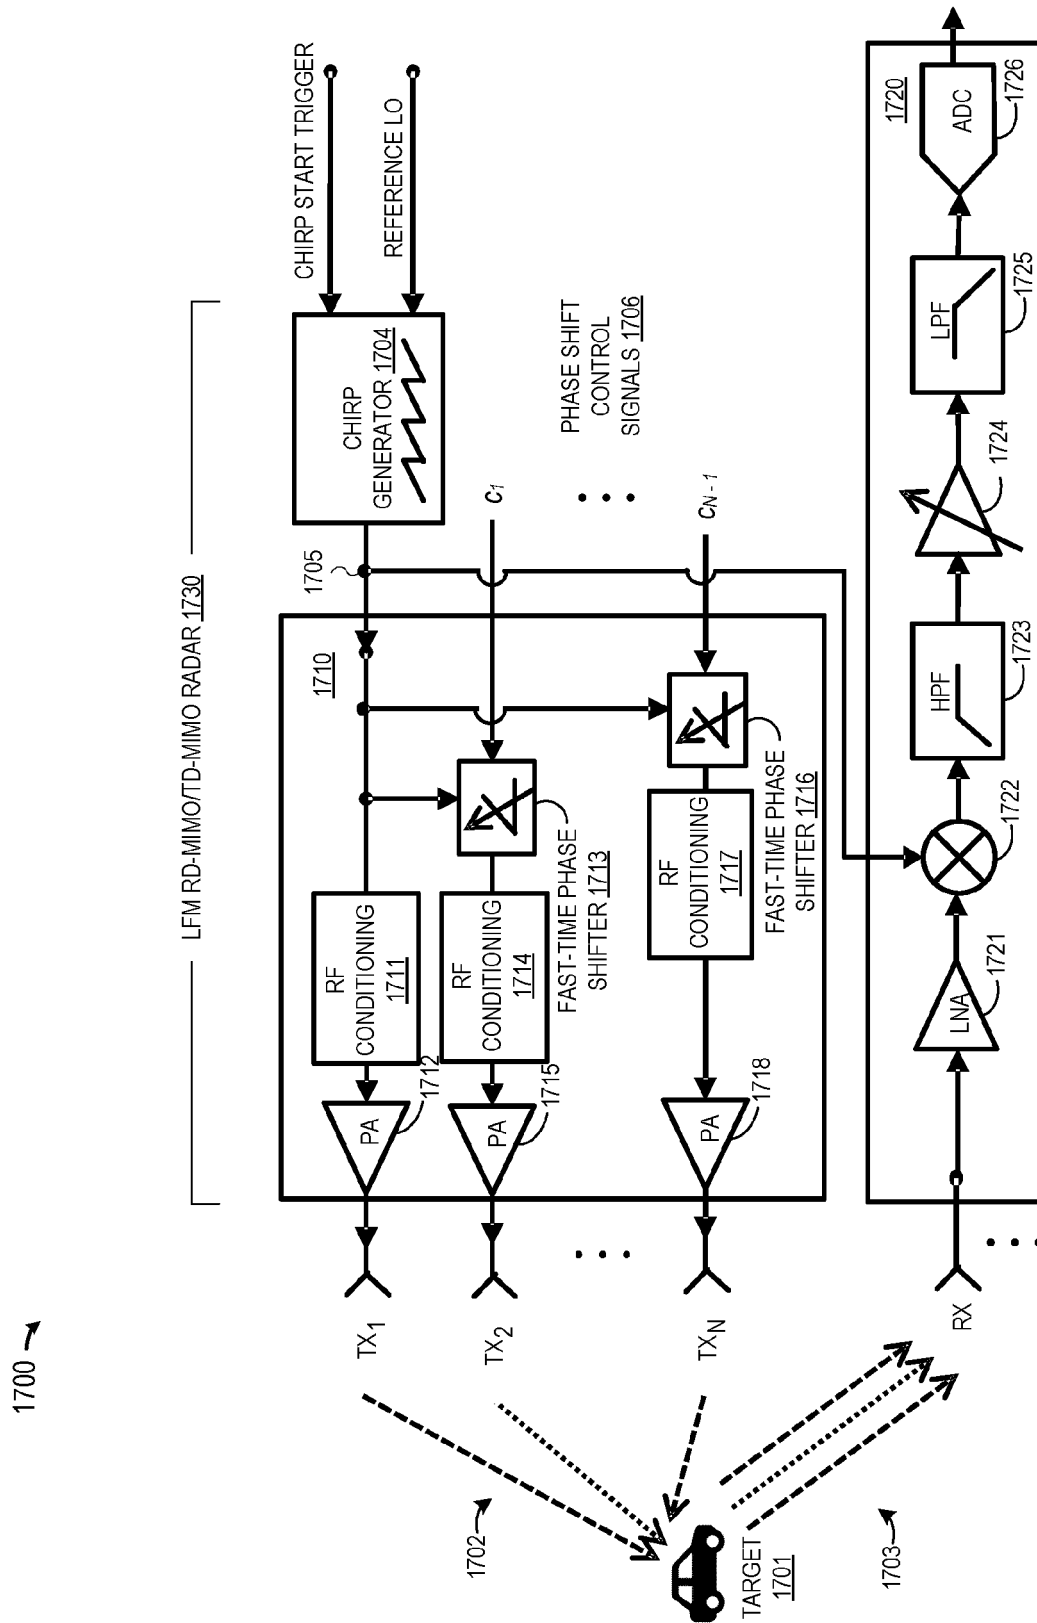 1700
LFM RD-MIMO/TD-MIMO RADAR 1730
CHIRP START TRIGGER
REFERENCE LO
CHIRP
GENERATOR 1704
1705
1710
C1
CN - 1
PHASE SHIFT
CONTROL
SIGNALS 1706
RF
CONDITIONING
1711
PA
1712
TX1
FAST-TIME PHASE
SHIFTER 1713
RF
CONDITIONING
1714
PA
1715
TX2
FAST-TIME PHASE
SHIFTER 1716
RF
CONDITIONING
1717
PA
1718
TXN
1702
TARGET
1701
1703
RX
LNA
1721
1722
HPF
1723
1724
LPF
1725
ADC
1726
1720